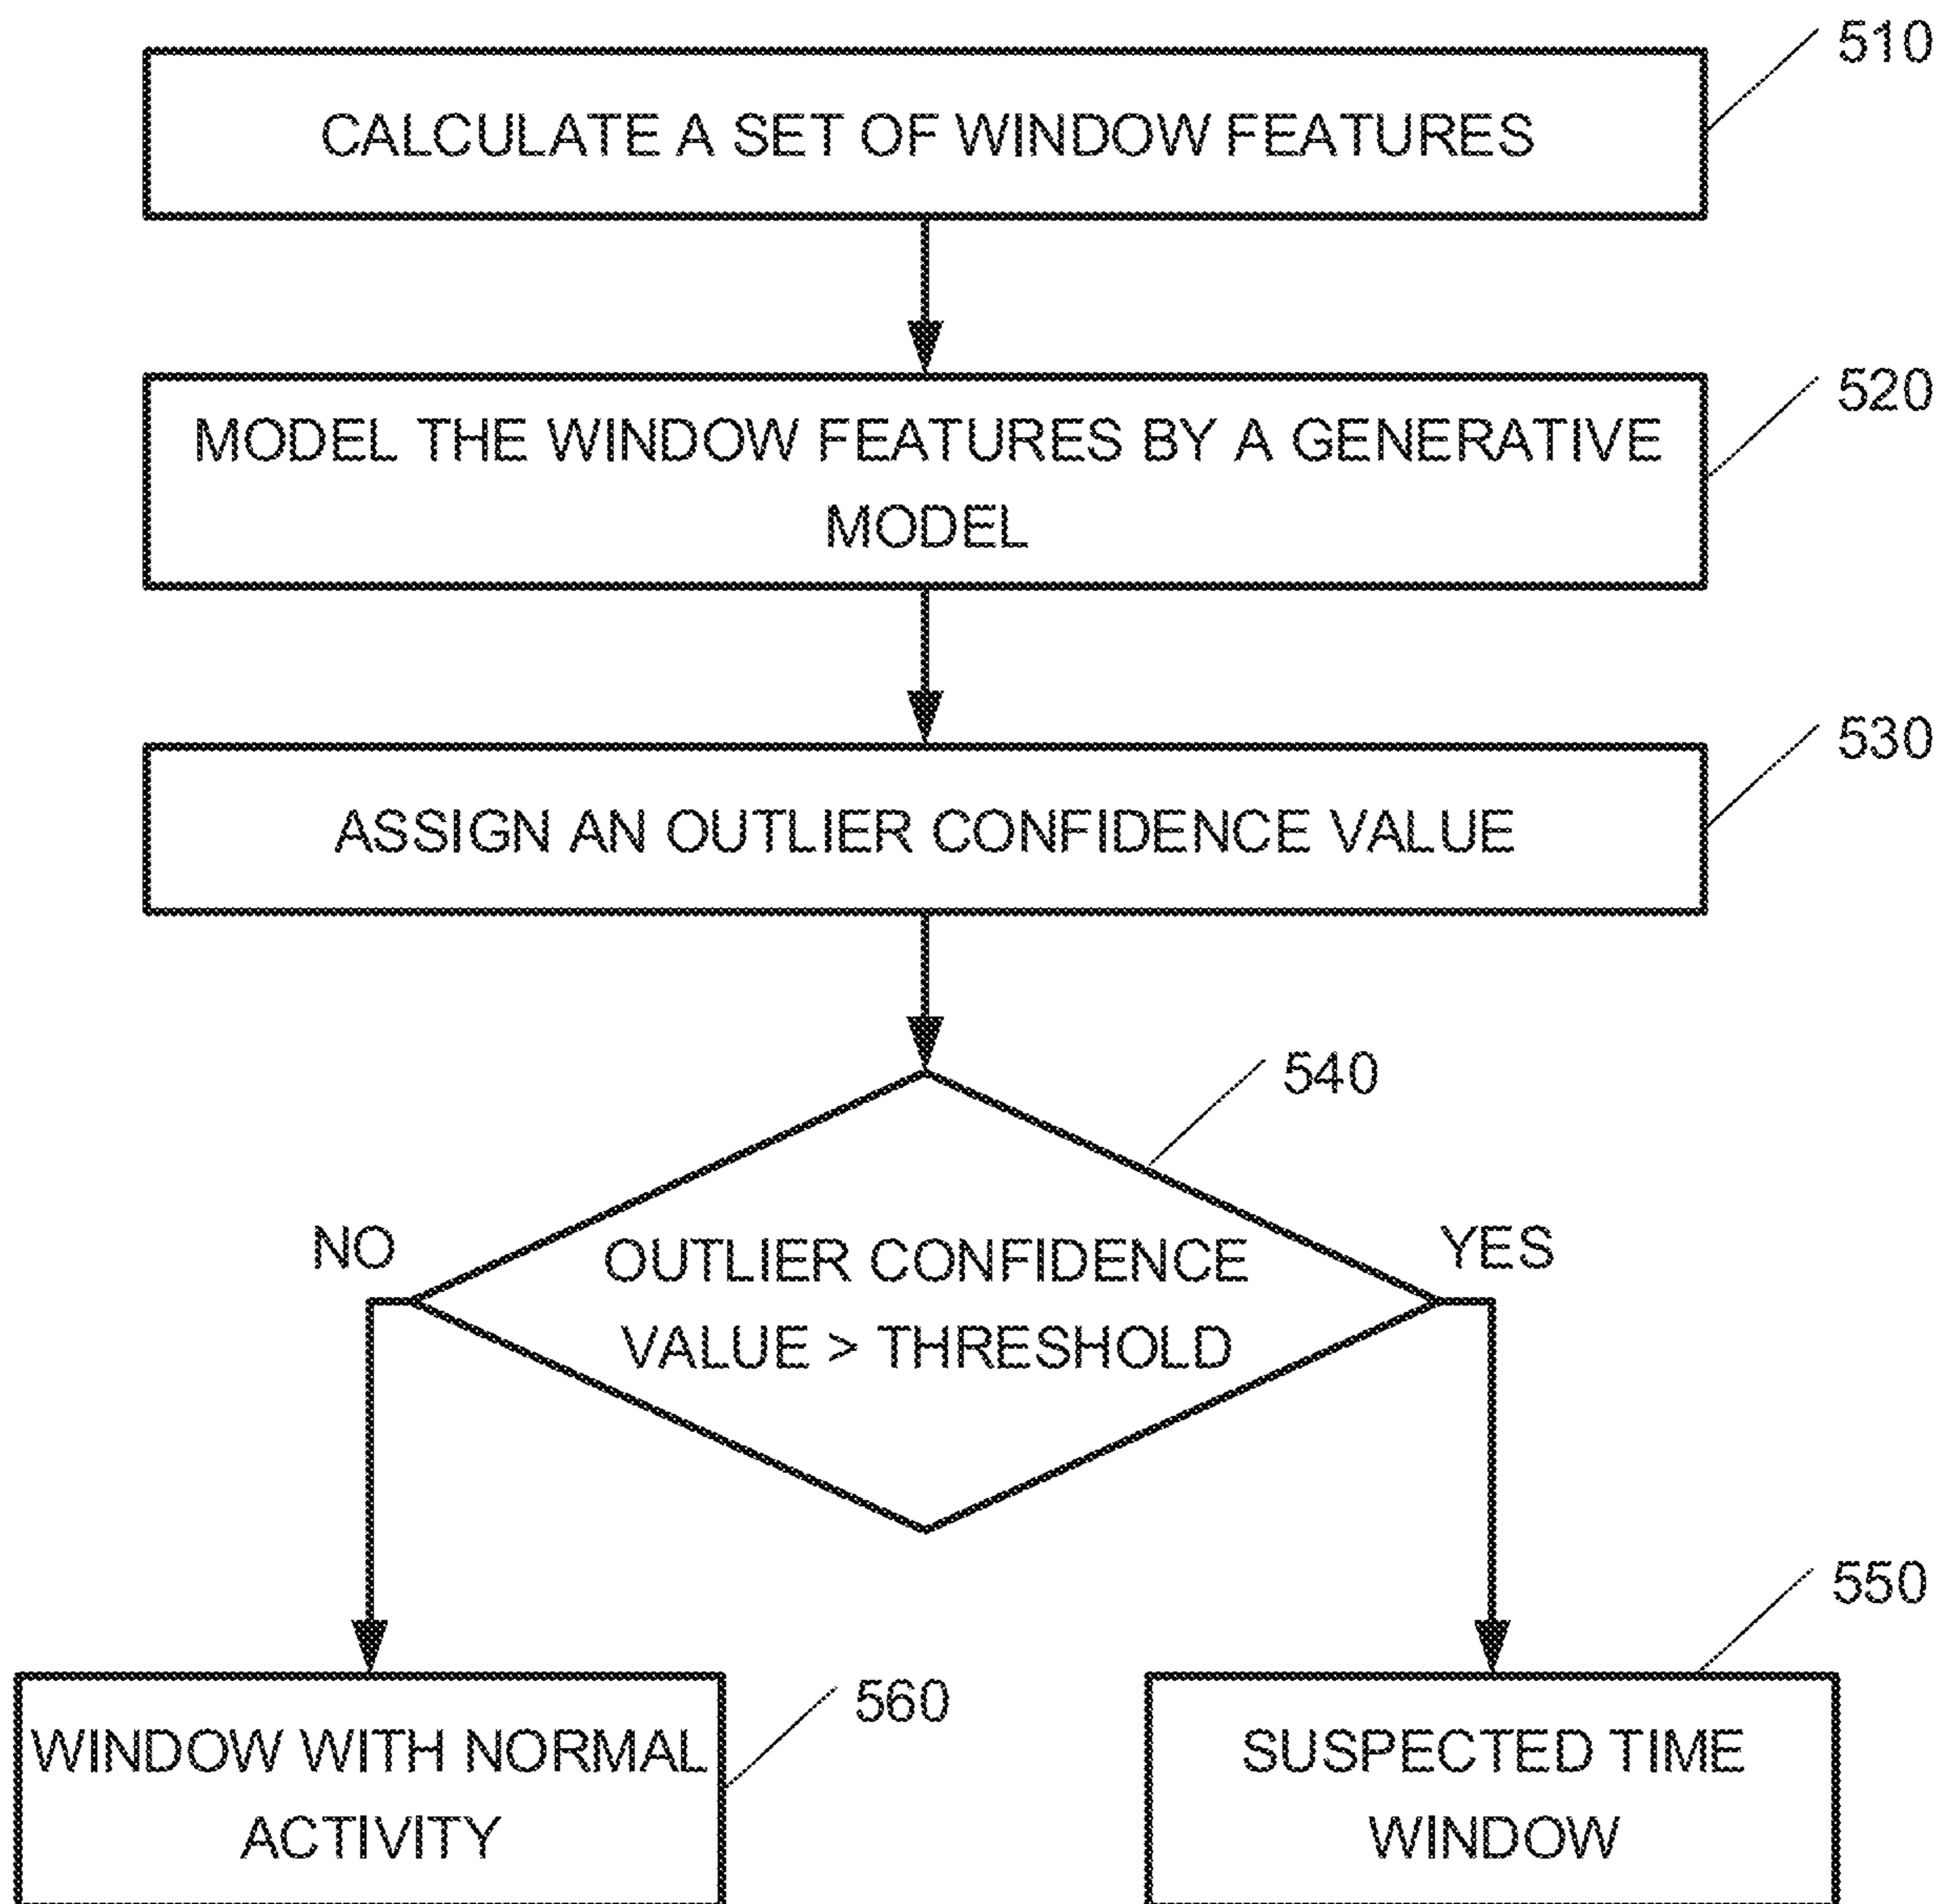 510
CALCULATE A SET OF WINDOW FEATURES
520
MODEL THE WINDOW FEATURES BY A GENERATIVE
MODEL
530
ASSIGN AN OUTLIER CONFIDENCE VALUE
540
NO
YES
OUTLIER CONFIDENCE
VALUE > THRESHOLD
550
560
WINDOW WITH NORMAL
ACTIVITY
SUSPECTED TIME
WINDOW